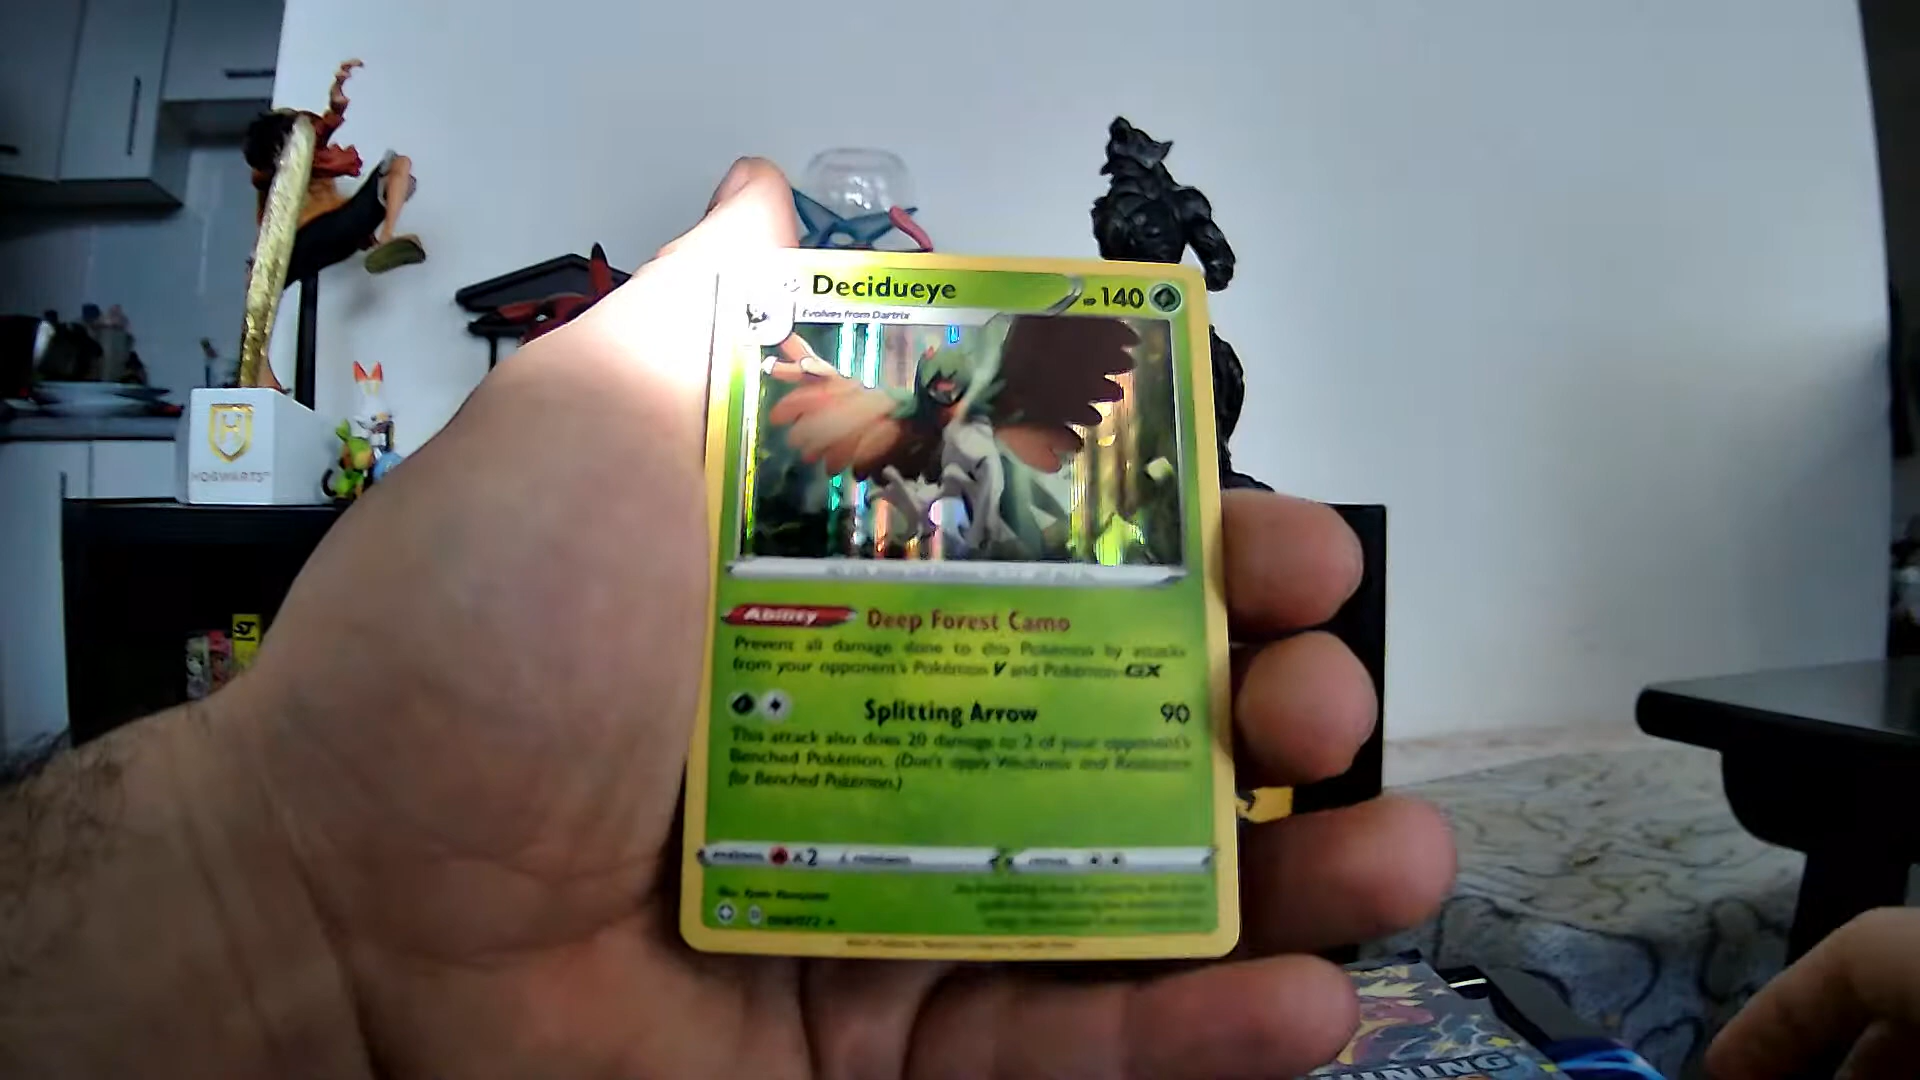 Decidueye
140
Evolves from Dartrix
H
HOGWARTS
Ability Deep Forest Camo
Prevent all damage done to this Pokémon by attacks
from your opponent's Pokémon V and Pokémon-GX
Splitting Arrow 90
This attack also does 20 damage to 2 of your opponent's
Benched Pokémon. (Don't apply Weakness and Resistance
for Benched Pokémon.)
×2